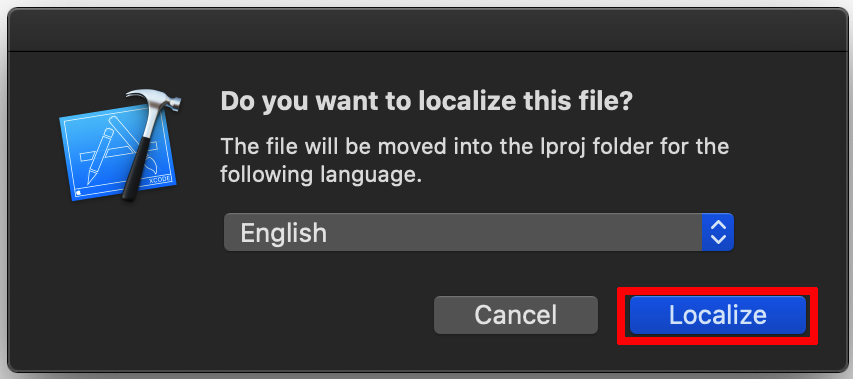 Do you want to localize this file?
The file will be moved into the lproj folder for the
following language.
XCODE
English
Cancel
Localize